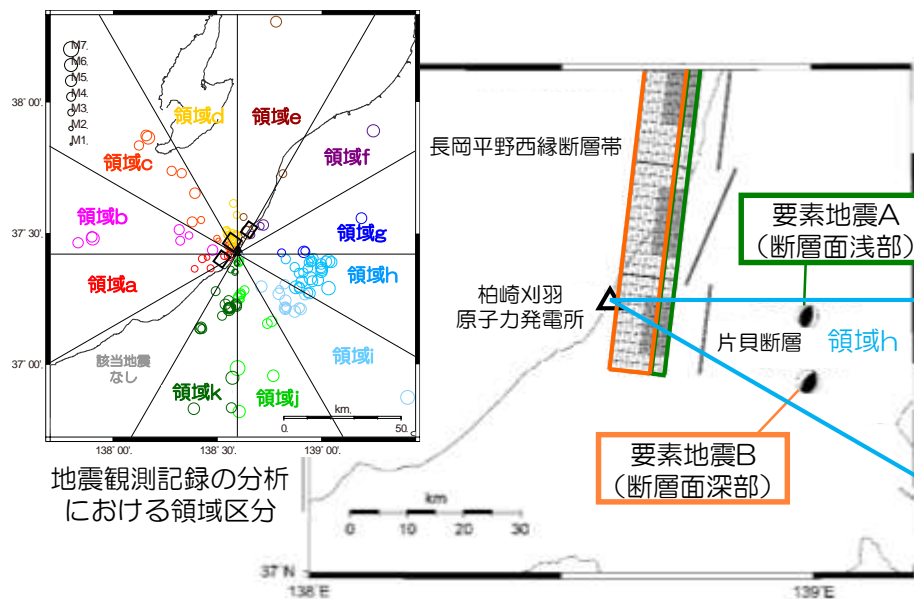 M7.
M6.
M5.
M4.
M3.
M2.
M1.
38° 00'.
37° 30'.
37° 00'.
138° 00'.
138° 30'.
139° 00'.
領域d
領域e
領域c
領域f
領域b
領域g
領域a
領域h
領域i
領域k
領域j
該当地震
なし
km.
0.
50.
地震観測記録の分析
における領域区分
長岡平野西縁断層帯
要素地震A
(断層面浅部)
柏崎刈羽
原子力発電所
片貝断層
領域h
要素地震B
(断層面深部)
km
0
10
20
30
37°N
138°E
139°E